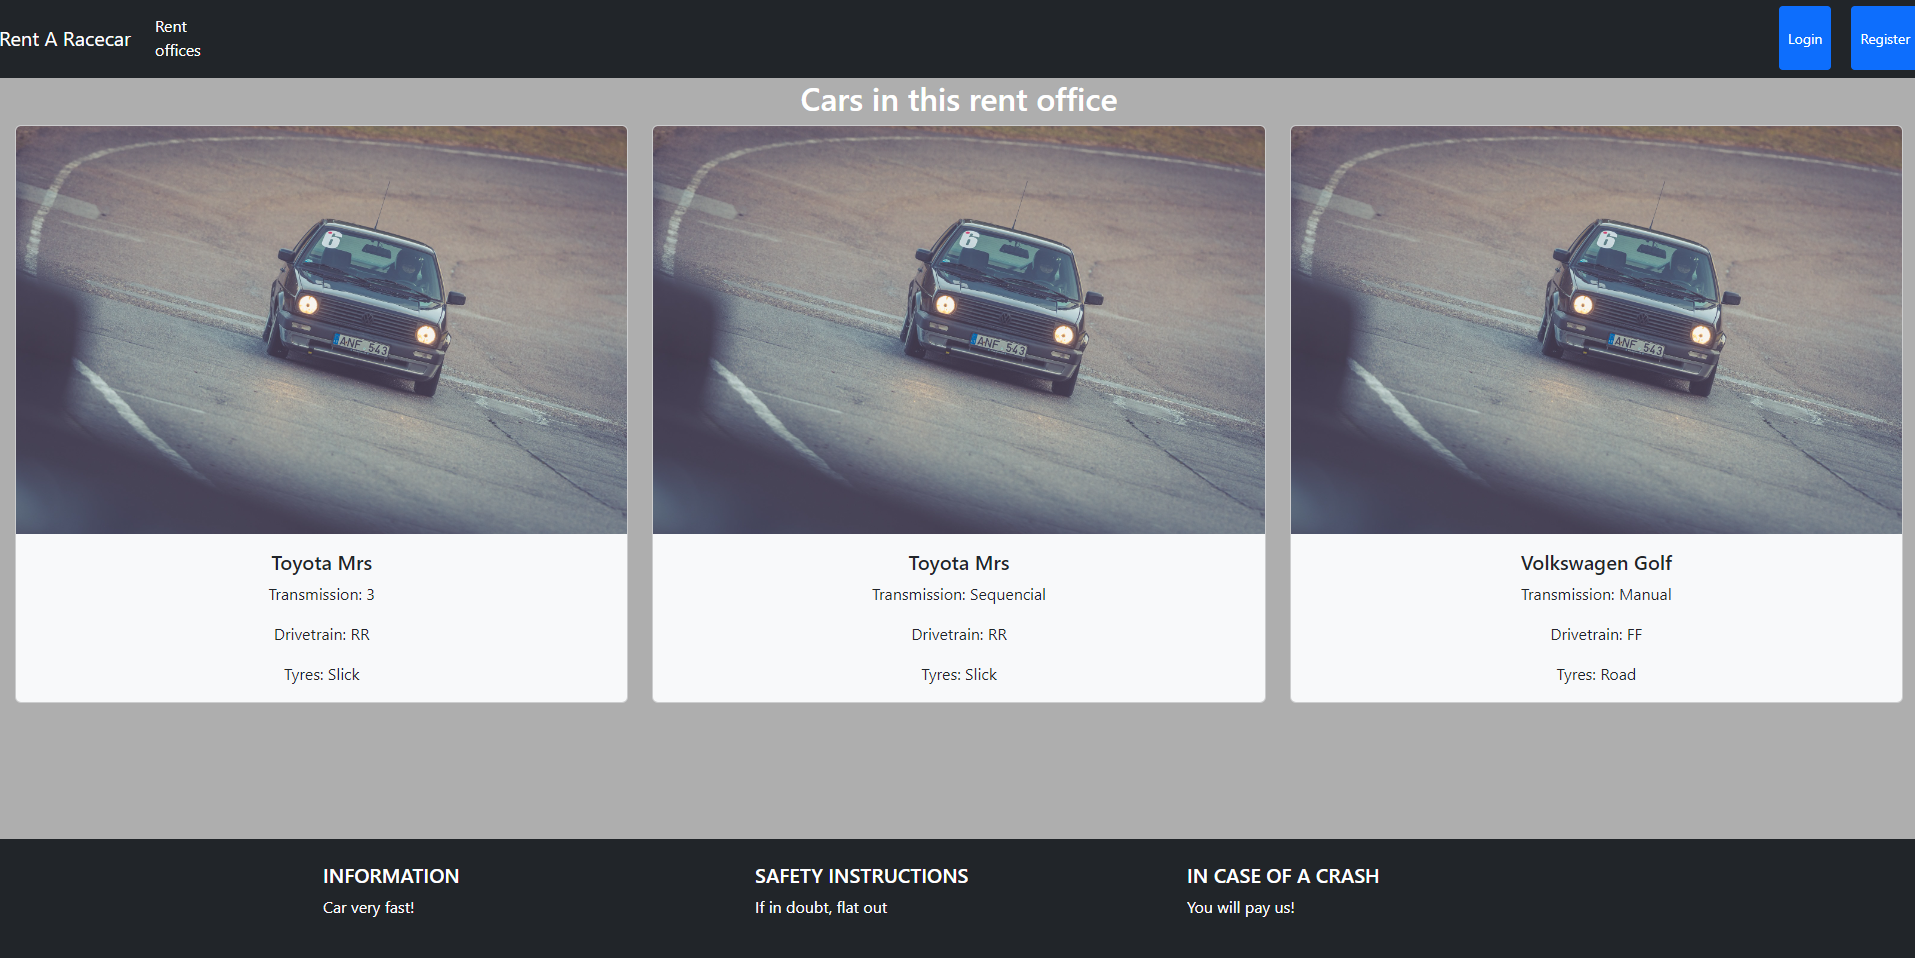 Rent A Racecar
Rent
offices
Login
Register
Cars in this rent office
6
ANF 543
6
ANF 543
6
ANF 543
Toyota Mrs
Transmission: 3
Drivetrain: RR
Tyres: Slick
Toyota Mrs
Transmission: Sequencial
Drivetrain: RR
Tyres: Slick
Volkswagen Golf
Transmission: Manual
Drivetrain: FF
Tyres: Road
INFORMATION
Car very fast!
SAFETY INSTRUCTIONS
If in doubt, flat out
IN CASE OF A CRASH
You will pay us!